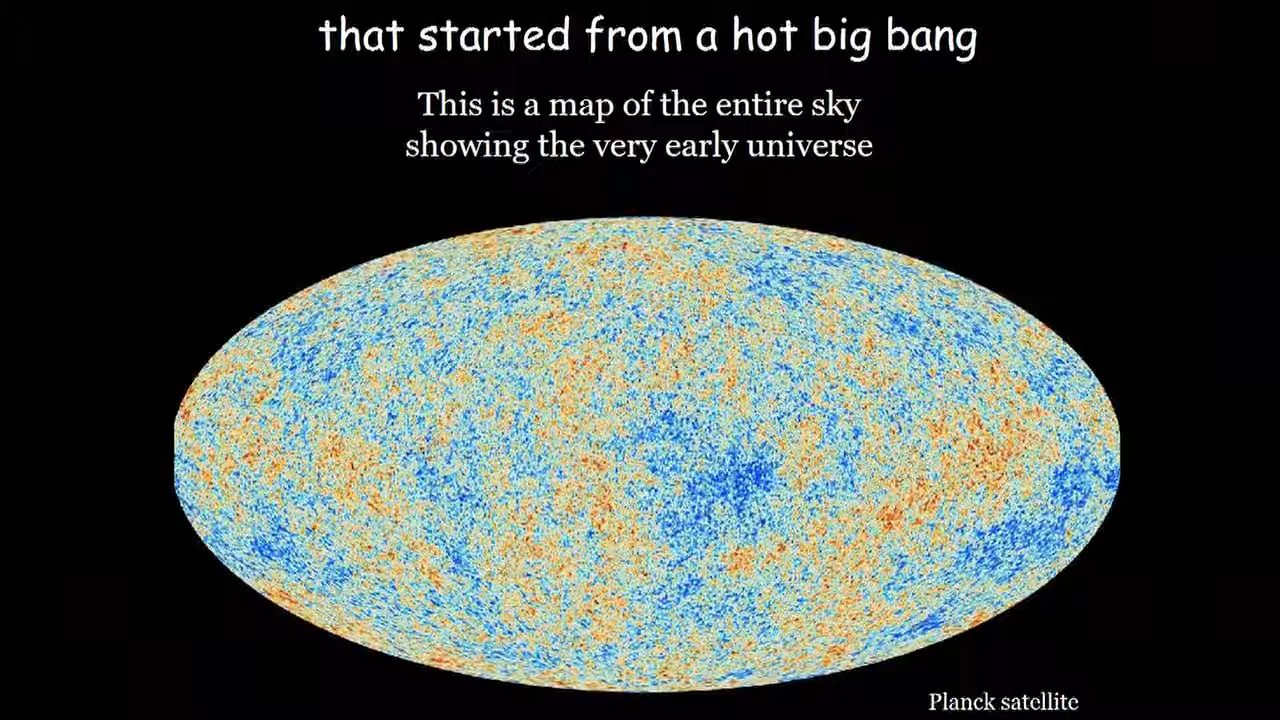 that started from a hot big bang
This is a map of the entire sky
showing the very early universe
Planck satellite